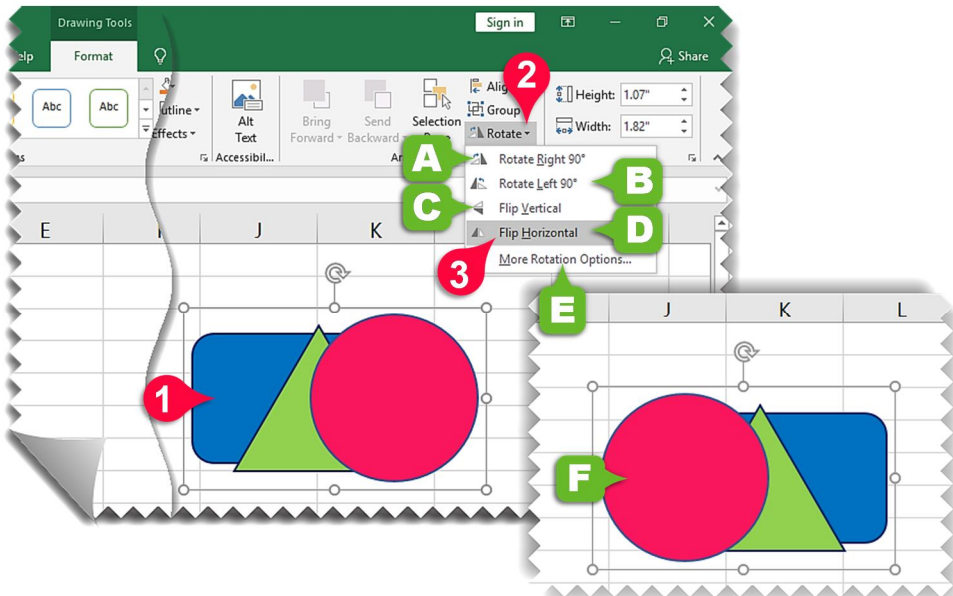 Drawing Tools
Sign in
elp
Format
Share
Abc
Abc
utline
Effects
Alt
Text
Bring
Forward
Send
Backward
Selection
Group
Rotate
Height:
1.07"
Width:
1.82"
Accessibil...
2
A
Rotate Right 90°
Rotate Left 90°
B
C
Flip Vertical
Flip Horizontal
D
3
More Rotation Options...
E
E
J
K
1
J
K
L
F